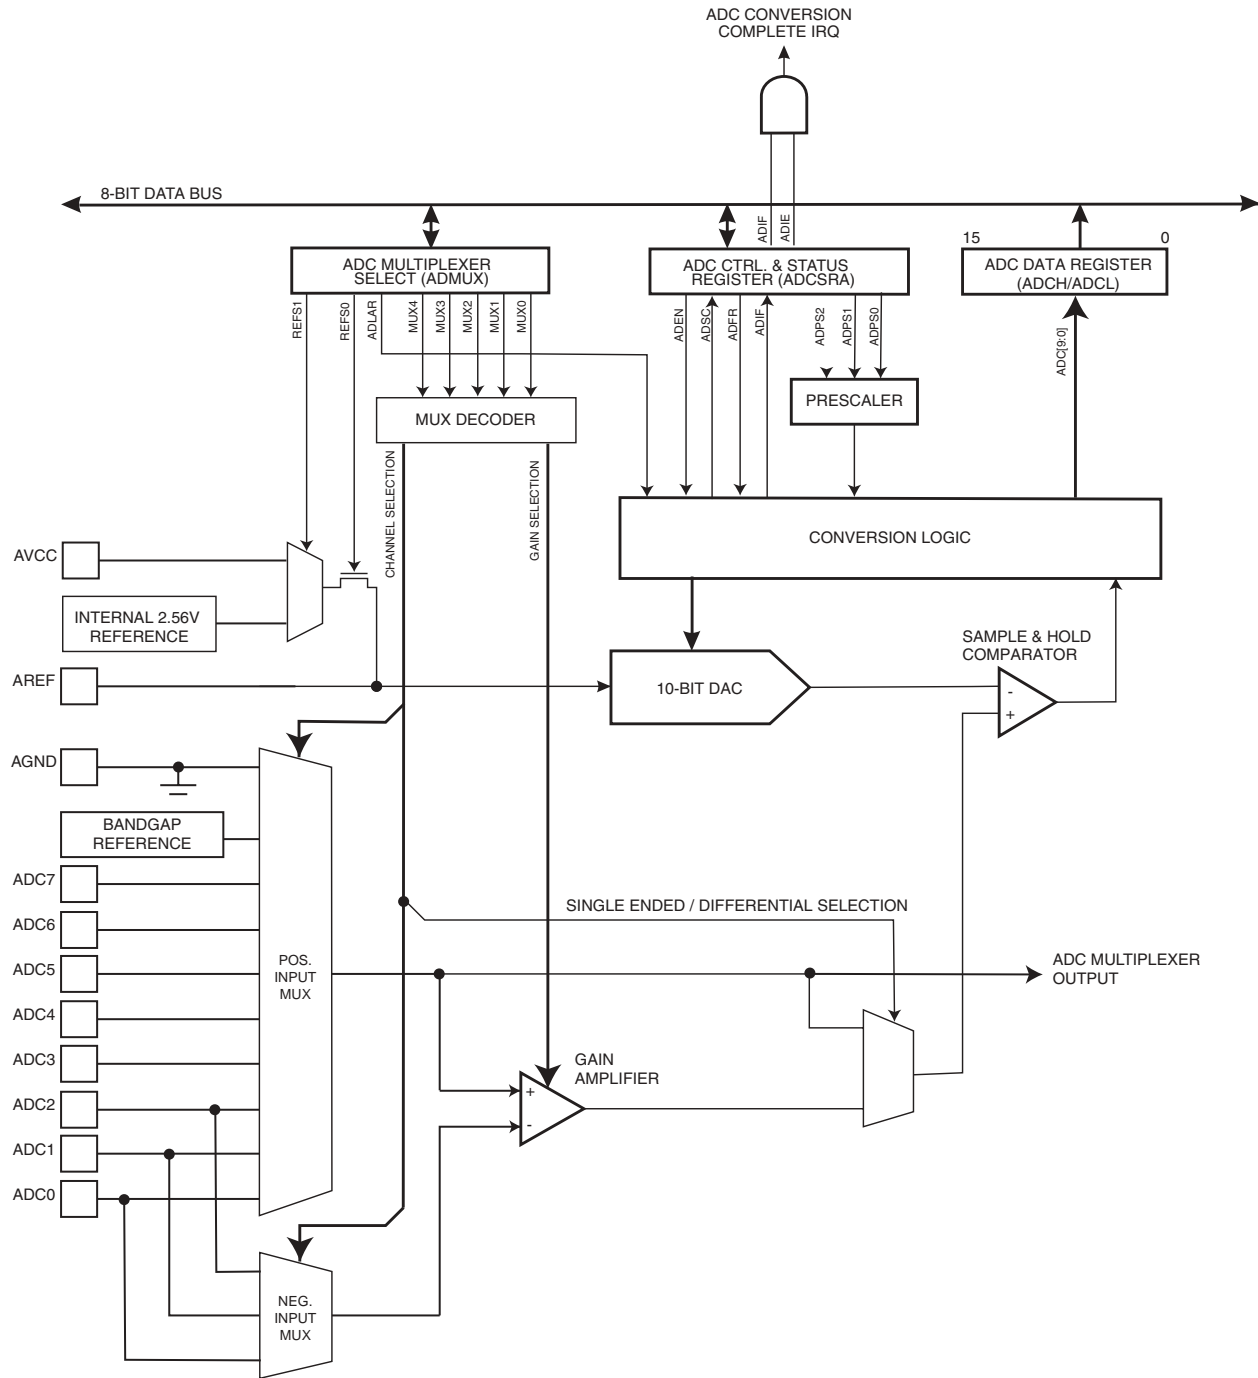 ADC CONVERSION
COMPLETE IRQ
8-BIT DATA BUS
ADIF
ADIE
15
0
ADC MULTIPLEXER
SELECT (ADMUX)
ADC CTRL. & STATUS
REGISTER (ADCSRA)
ADC DATA REGISTER
(ADCH/ADCL)
REFS1
REFS0
ADLAR
MUX4
MUX3
MUX2
MUX1
MUX0
ADEN
ADSC
ADFR
ADIF
ADPS2
ADPS1
ADPS0
ADC[9:0]
PRESCALER
MUX DECODER
CHANNEL SELECTION
GAIN SELECTION
CONVERSION LOGIC
AVCC
INTERNAL 2.56V
REFERENCE
SAMPLE & HOLD
COMPARATOR
AREF
10-BIT DAC
-
+
AGND
BANDGAP
REFERENCE
ADC7
SINGLE ENDED / DIFFERENTIAL SELECTION
ADC6
ADC5
POS.
INPUT
MUX
ADC MULTIPLEXER
OUTPUT
ADC4
ADC3
GAIN
AMPLIFIER
+
-
ADC2
ADC1
ADC0
NEG.
INPUT
MUX